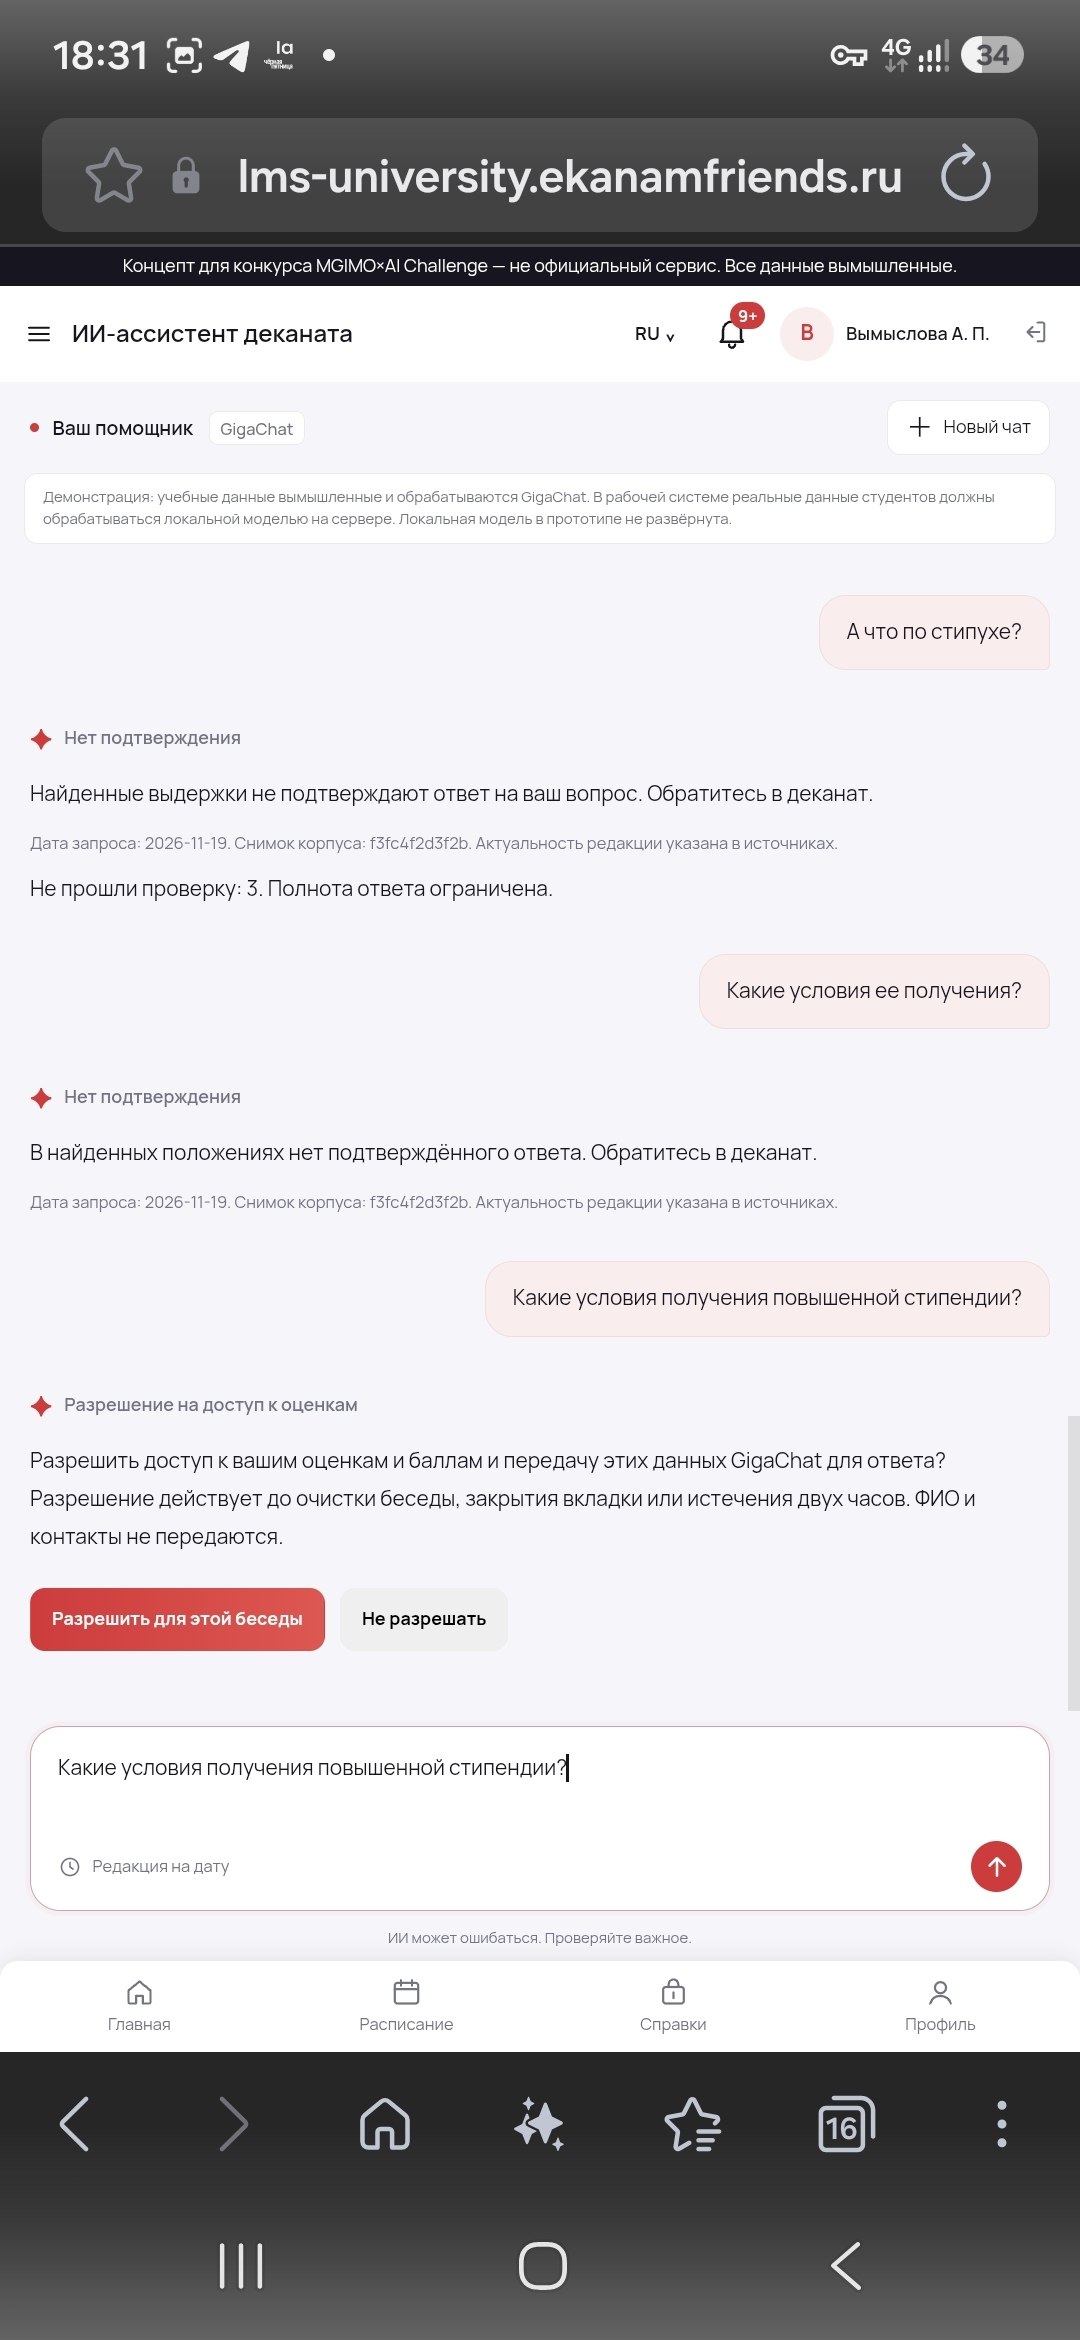 18:31
la
чёрная
пятница
4G
34
lms-university.ekanamfriends.ru
Концепт для конкурса MGIMO×AI Challenge — не официальный сервис. Все данные вымышленные.
ИИ-ассистент деканата
RU
9+
В
Вымыслова А. П.
Ваш помощник
GigaChat
Новый чат
Демонстрация: учебные данные вымышленные и обрабатываются GigaChat. В рабочей системе реальные данные студентов должны
обрабатываться локальной моделью на сервере. Локальная модель в прототипе не развёрнута.
А что по стипухе?
Нет подтверждения
Найденные выдержки не подтверждают ответ на ваш вопрос. Обратитесь в деканат.
Дата запроса: 2026-11-19. Снимок корпуса: f3fc4f2d3f2b. Актуальность редакции указана в источниках.
Не прошли проверку: 3. Полнота ответа ограничена.
Какие условия ее получения?
Нет подтверждения
В найденных положениях нет подтверждённого ответа. Обратитесь в деканат.
Дата запроса: 2026-11-19. Снимок корпуса: f3fc4f2d3f2b. Актуальность редакции указана в источниках.
Какие условия получения повышенной стипендии?
Разрешение на доступ к оценкам
Разрешить доступ к вашим оценкам и баллам и передачу этих данных GigaChat для ответа?
Разрешение действует до очистки беседы, закрытия вкладки или истечения двух часов. ФИО и
контакты не передаются.
Разрешить для этой беседы
Не разрешать
Какие условия получения повышенной стипендии?
Редакция на дату
ИИ может ошибаться. Проверяйте важное.
Главная
Расписание
Справки
Профиль
16